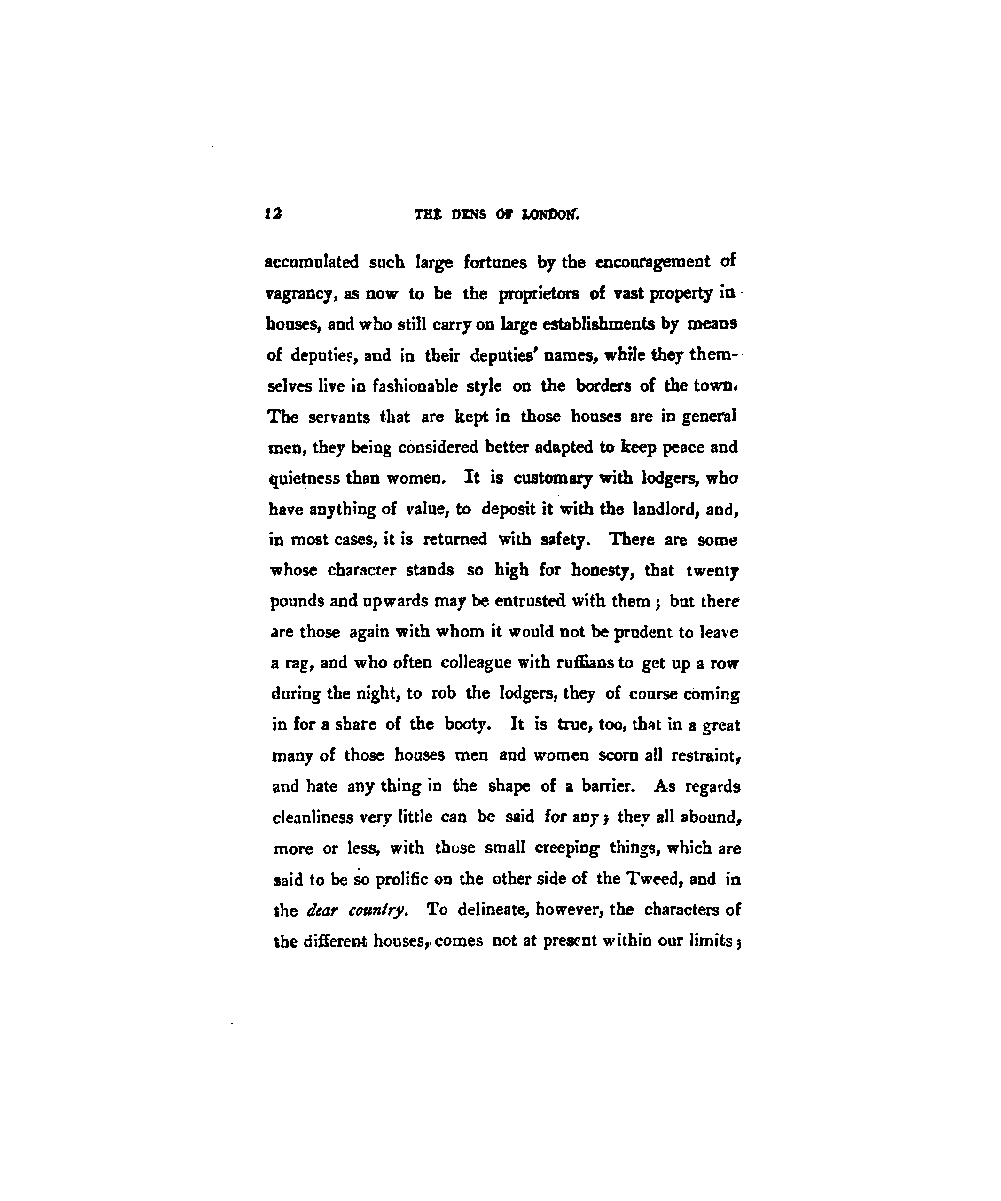 12 THE DENS OF LONDON.
accumulated such large fortunes by the encouragement of
vagrancy, as now to be the proprietors of vast property in
houses, and who still carry on large establishments by means
of deputies, and in their deputies' names, while they them-
selves live in fashionable style on the borders of the town.
The servants that are kept in those houses are in general
men, they being considered better adapted to keep peace and
quietness than women. It is customary with lodgers, who
have anything of value, to deposit it with the landlord, and,
in most cases, it is returned with safety. There are some
whose character stands so high for honesty, that twenty
pounds and upwards may be entrusted with them ; but there
are those again with whom it would not be prudent to leave
a rag, and who often colleague with ruffians to get up a row
during the night, to rob the lodgers, they of course coming
in for a share of the booty. It is true, too, that in a great
many of those houses men and women scorn all restraint,
and hate any thing in the shape of a barrier. As regards
cleanliness very little can be said for any ; they all abound,
more or less, with those small creeping things, which are
said to be so prolific on the other side of the Tweed, and in
the dear country. To delineate, however, the characters of
the different houses, comes not at present within our limits ;